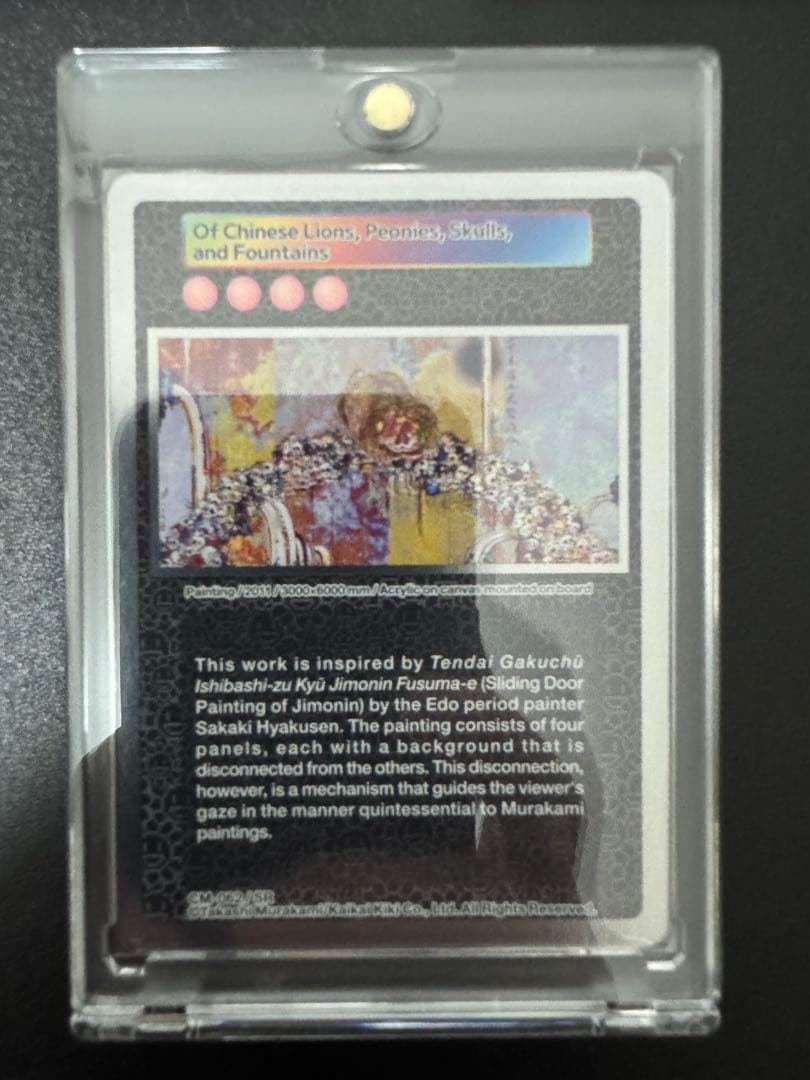 Of Chinese Lions, Peonies, Skulls,
and Fountains
Painting / 2011 / 3000×6000 mm / Acrylic on canvas mounted on board
This work is inspired by Tendai Gakuchū
Ishibashi-zu Kyū Jimonin Fusuma-e (Sliding Door
Painting of Jimonin) by the Edo period painter
Sakaki Hyakusen. The painting consists of four
panels, each with a background that is
disconnected from the others. This disconnection,
however, is a mechanism that guides the viewer's
gaze in the manner quintessential to Murakami
paintings.
CM-062 / SR
©Takashi Murakami/Kaikai Kiki Co., Ltd. All Rights Reserved.